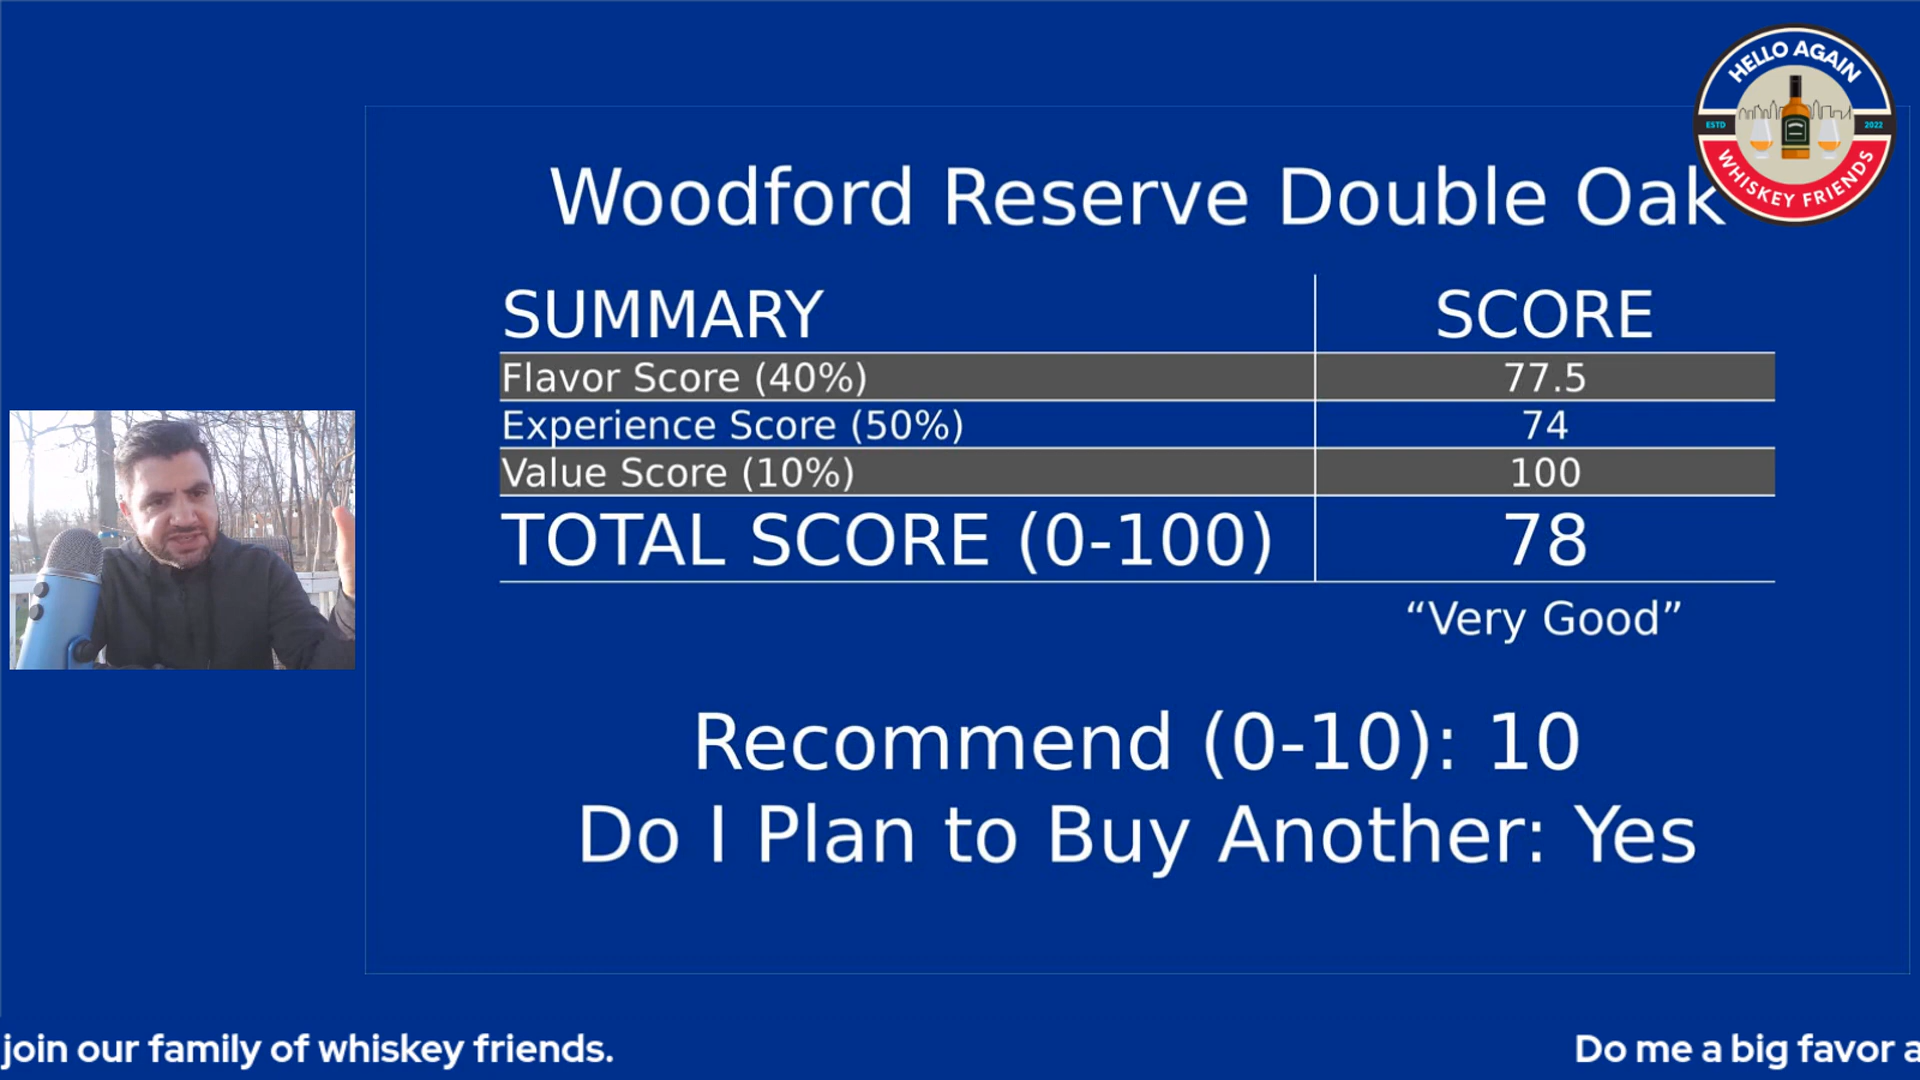 HELLO AGAIN
ESTD
2022
WHISKEY FRIENDS
Woodford Reserve Double Oak
SUMMARY SCORE
Flavor Score (40%) 77.5
Experience Score (50%) 74
Value Score (10%) 100
TOTAL SCORE (0-100) 78
“Very Good”
Recommend (0-10): 10
Do I Plan to Buy Another: Yes
join our family of whiskey friends. Do me a big favor a